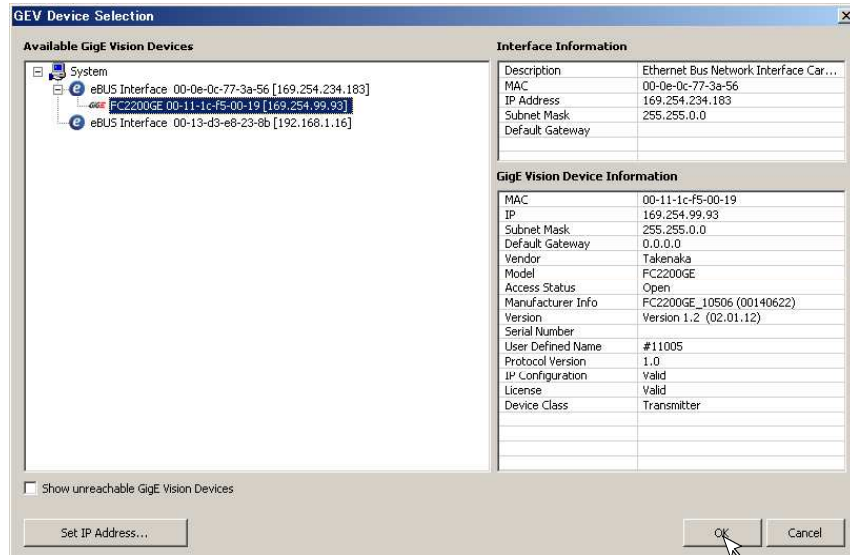 GEV Device Selection
Available GigE Vision Devices
System
eBUS Interface 00-0e-0c-77-3a-56 [169.254.234.183]
GEV FC2200GE 00-11-1c-f5-00-19 [169.254.99.93]
eBUS Interface 00-13-d3-e8-23-8b [192.168.1.16]
Show unreachable GigE Vision Devices
Set IP Address...
Interface Information
Description Ethernet Bus Network Interface Car...
MAC 00-0e-0c-77-3a-56
IP Address 169.254.234.183
Subnet Mask 255.255.0.0
Default Gateway
GigE Vision Device Information
MAC 00-11-1c-f5-00-19
IP 169.254.99.93
Subnet Mask 255.255.0.0
Default Gateway 0.0.0.0
Vendor Takenaka
Model FC2200GE
Access Status Open
Manufacturer Info FC2200GE_10506 (00140622)
Version Version 1.2 (02.01.12)
Serial Number
User Defined Name #11005
Protocol Version 1.0
IP Configuration Valid
License Valid
Device Class Transmitter
OK Cancel